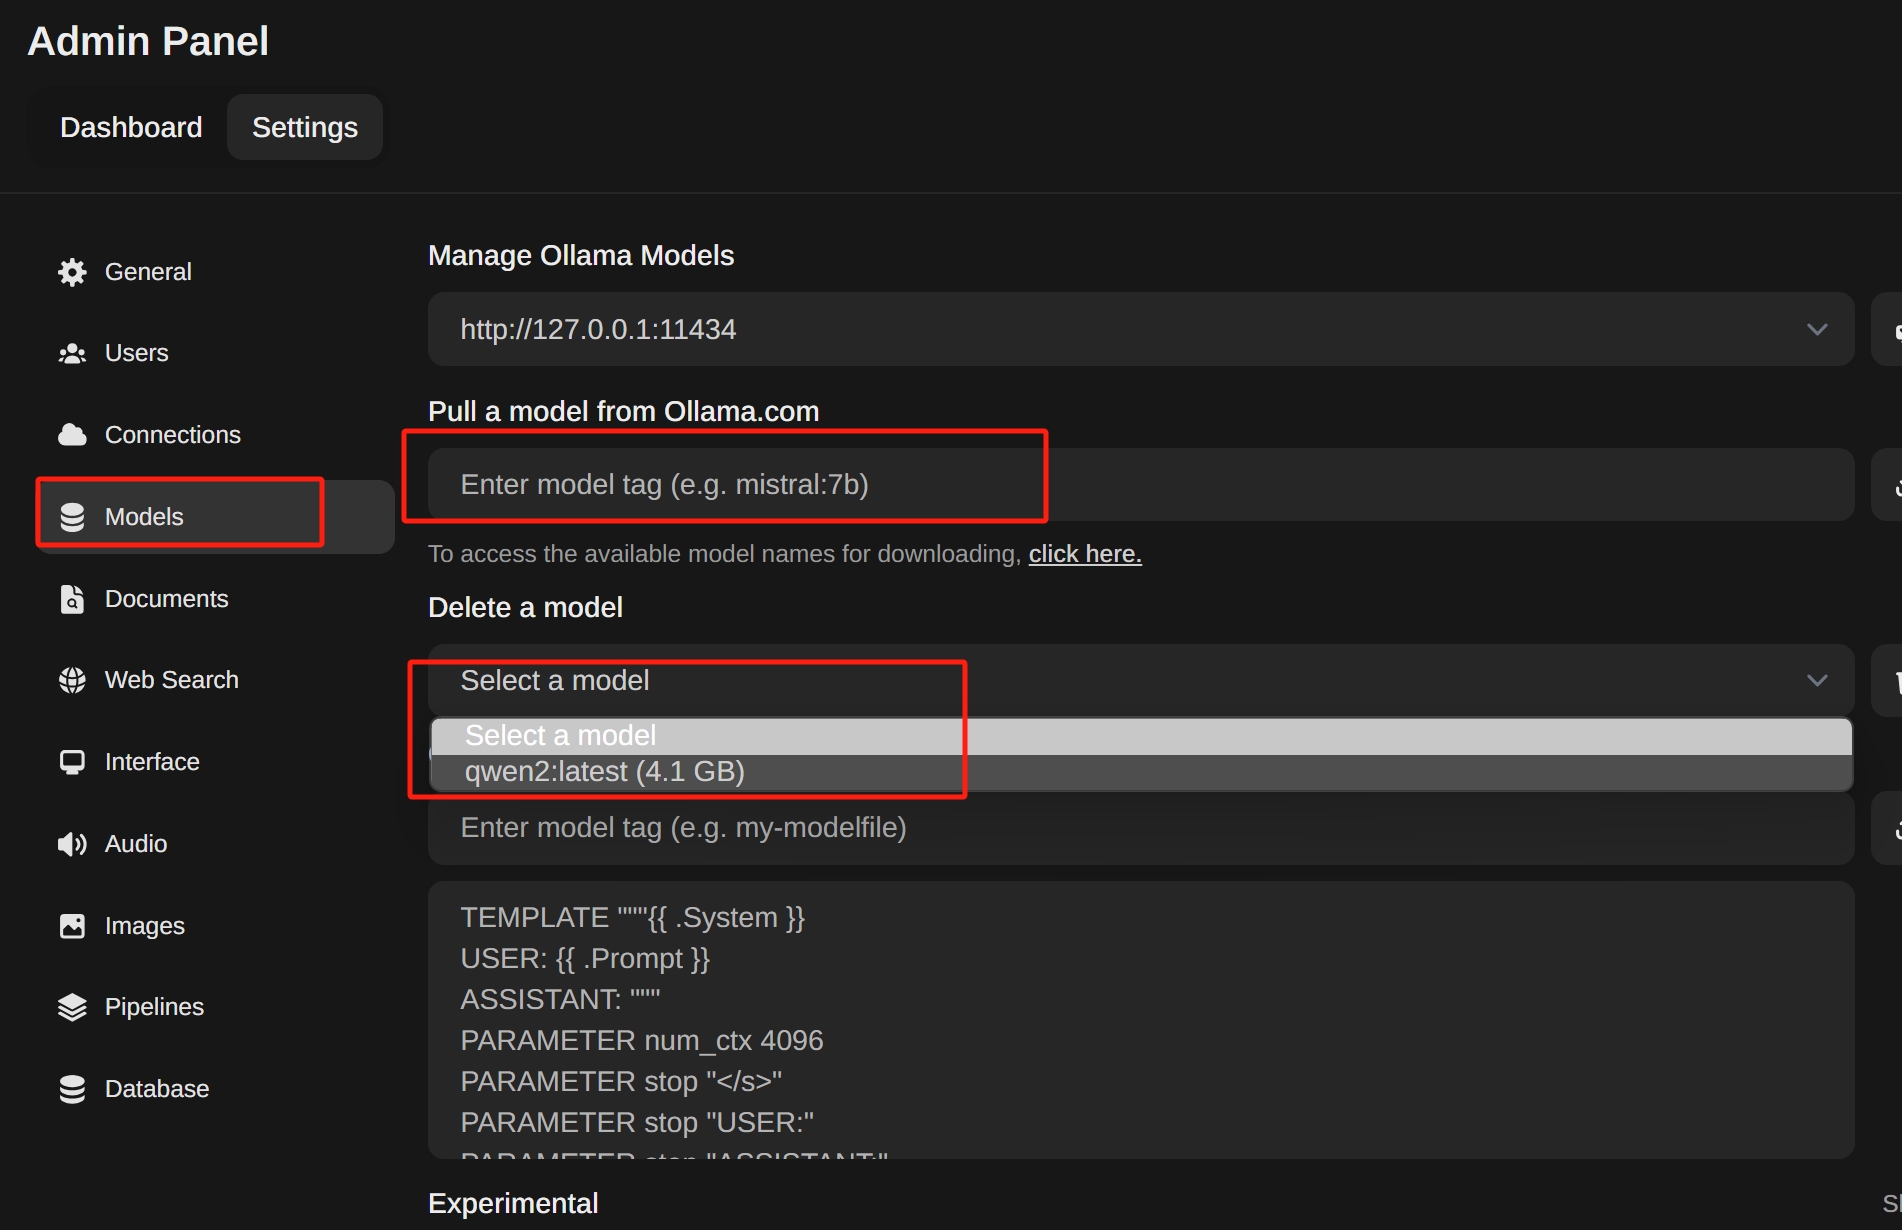 Admin Panel
Dashboard
Settings
General
Users
Connections
Models
Documents
Web Search
Interface
Audio
Images
Pipelines
Database
Manage Ollama Models
http://127.0.0.1:11434
Pull a model from Ollama.com
Enter model tag (e.g. mistral:7b)
To access the available model names for downloading, click here.
Delete a model
Select a model
Select a model
qwen2:latest (4.1 GB)
Enter model tag (e.g. my-modelfile)
TEMPLATE """{{ .System }}
USER: {{ .Prompt }}
ASSISTANT: """
PARAMETER num_ctx 4096
PARAMETER stop "</s>"
PARAMETER stop "USER:"
PARAMETER stop "ASSISTANT:"
Experimental